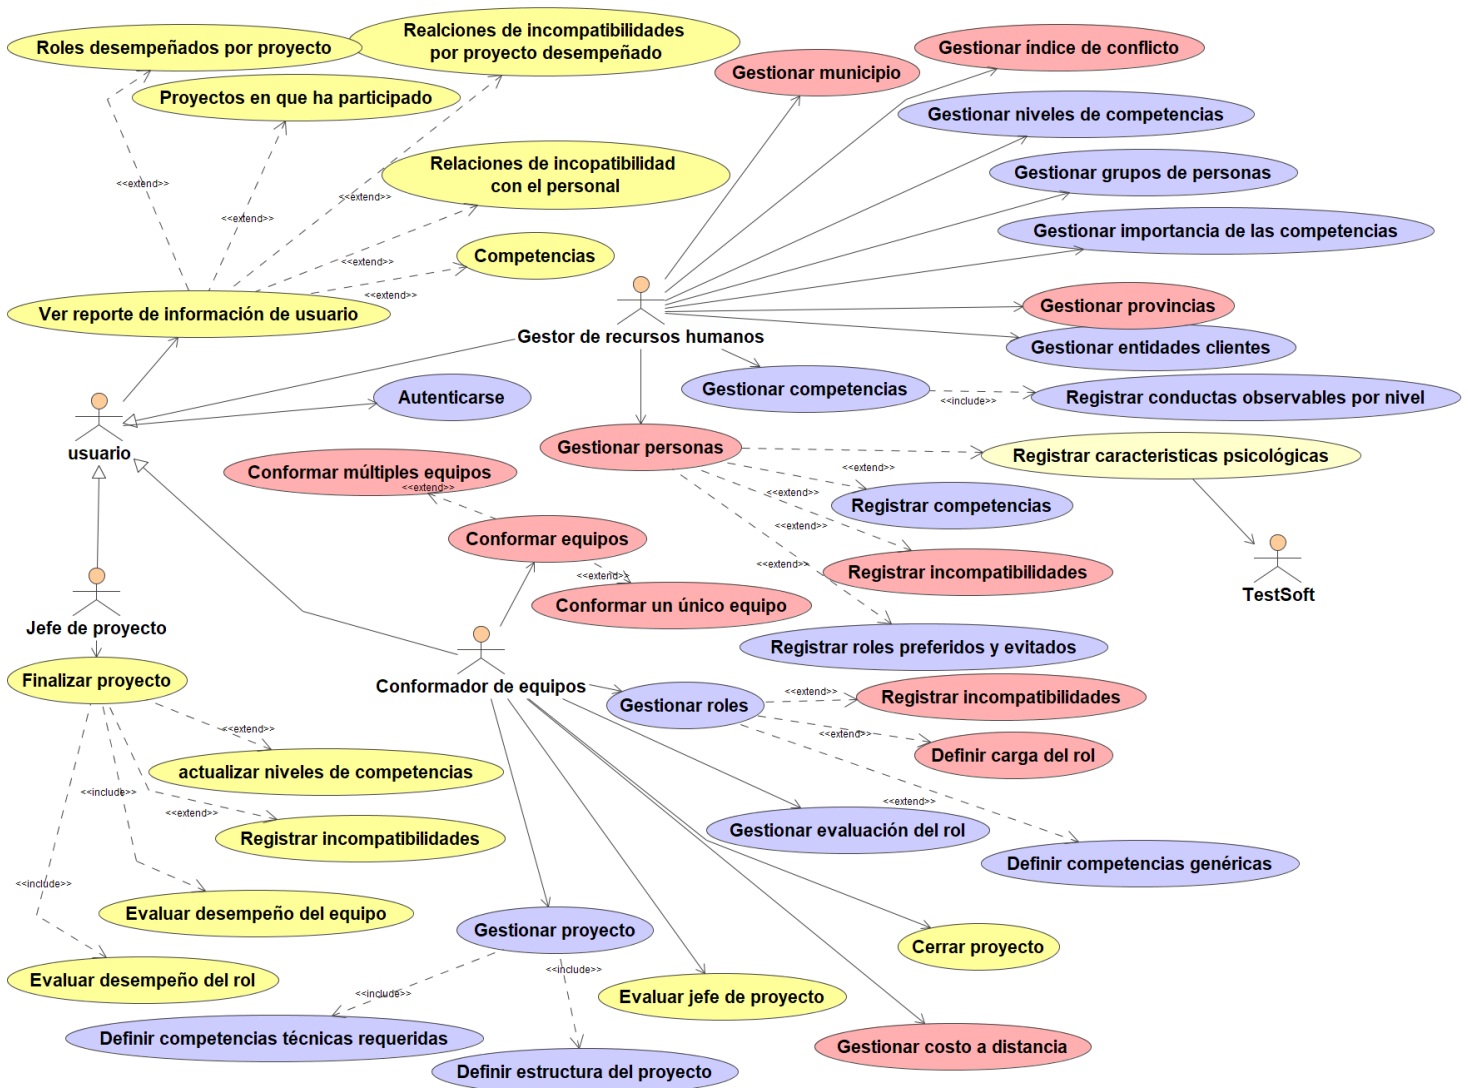 Roles desempeñados por proyecto
Realciones de incompatibilidades
por proyecto desempeñado
Gestionar municipio
Gestionar índice de conflicto
Proyectos en que ha participado
Gestionar niveles de competencias
Relaciones de incopatibilidad
con el personal
Gestionar grupos de personas
<<extend>>
<<extend>>
<<extend>>
Gestionar importancia de las competencias
Competencias
<<extend>>
<<extend>>
Ver reporte de información de usuario
Gestionar provincias
Gestor de recursos humanos
Gestionar entidades clientes
Autenticarse
Gestionar competencias
<<include>>
Registrar conductas observables por nivel
usuario
Gestionar personas
Registrar caracteristicas psicológicas
Conformar múltiples equipos
<<extend>>
<<extend>>
<<extend>>
Registrar competencias
Conformar equipos
<<extend>>
<<extend>>
<<extend>>
Registrar incompatibilidades
TestSoft
Conformar un único equipo
Jefe de proyecto
Registrar roles preferidos y evitados
Finalizar proyecto
Conformador de equipos
Gestionar roles
<<extend>>
Registrar incompatibilidades
<<extend>>
<<extend>>
Definir carga del rol
actualizar niveles de competencias
<<include>>
<<extend>>
<<extend>>
Registrar incompatibilidades
Gestionar evaluación del rol
Definir competencias genéricas
<<include>>
Evaluar desempeño del equipo
Gestionar proyecto
Cerrar proyecto
Evaluar desempeño del rol
<<include>>
<<include>>
Evaluar jefe de proyecto
Definir competencias técnicas requeridas
Gestionar costo a distancia
Definir estructura del proyecto